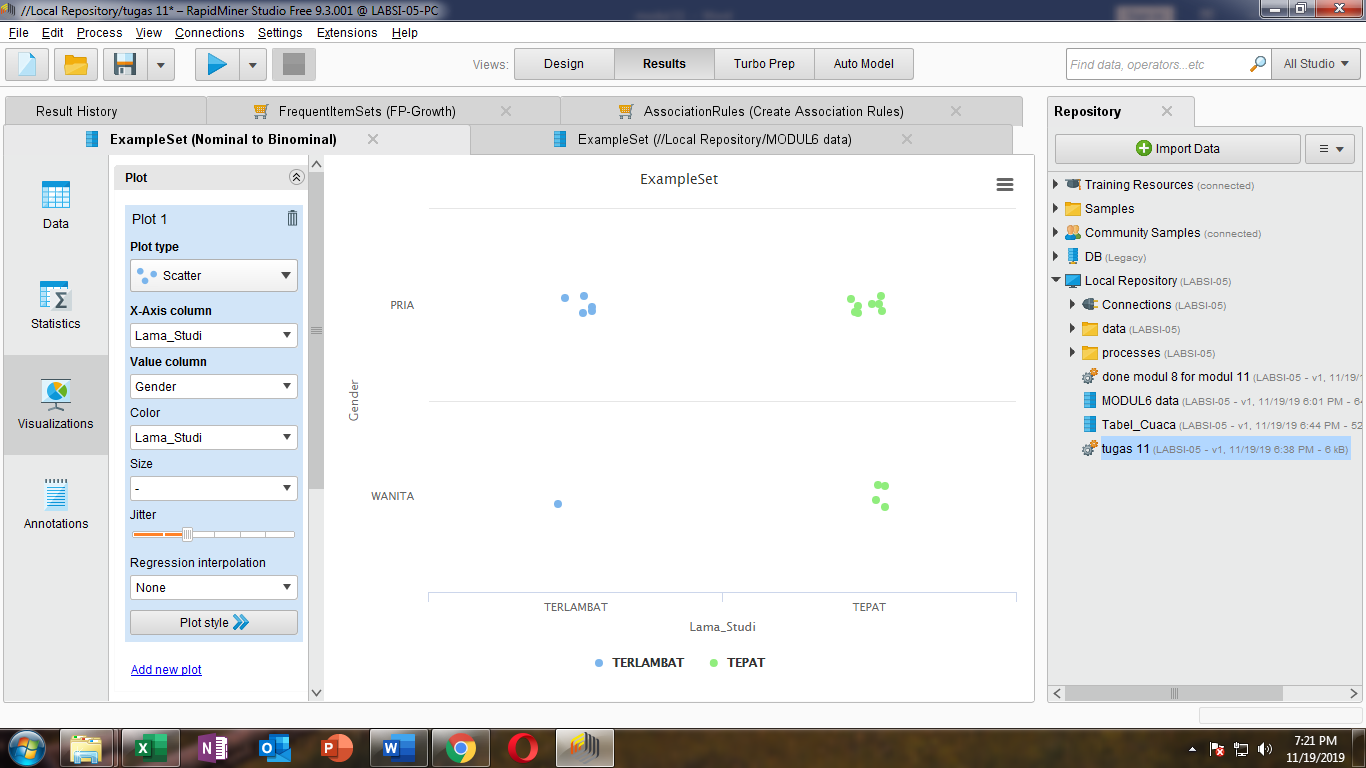 //Local Repository/tugas 11* – RapidMiner Studio Free 9.3.001 @ LABSI-05-PC
File Edit Process View Connections Settings Extensions Help
Views: Design Results Turbo Prep Auto Model
Find data, operators...etc
All Studio
Result History
FrequentItemSets (FP-Growth)
AssociationRules (Create Association Rules)
ExampleSet (Nominal to Binominal)
ExampleSet (//Local Repository/MODUL6 data)
Data
Statistics
Visualizations
Annotations
Plot
Plot 1
Plot type
Scatter
X-Axis column
Lama_Studi
Value column
Gender
Color
Lama_Studi
Size
-
Jitter
Regression interpolation
None
Plot style
Add new plot
ExampleSet
PRIA
Gender
WANITA
TERLAMBAT TEPAT
Lama_Studi
TERLAMBAT TEPAT
Repository
Import Data
Training Resources (connected)
Samples
Community Samples (connected)
DB (Legacy)
Local Repository (LABSI-05)
Connections (LABSI-05)
data (LABSI-05)
processes (LABSI-05)
done modul 8 for modul 11 (LABSI-05 - v1, 11/19/1
MODUL6 data (LABSI-05 - v1, 11/19/19 6:01 PM - 6
Tabel_Cuaca (LABSI-05 - v1, 11/19/19 6:44 PM - 52
tugas 11 (LABSI-05 - v1, 11/19/19 6:38 PM - 6 kB)
7:21 PM
11/19/2019